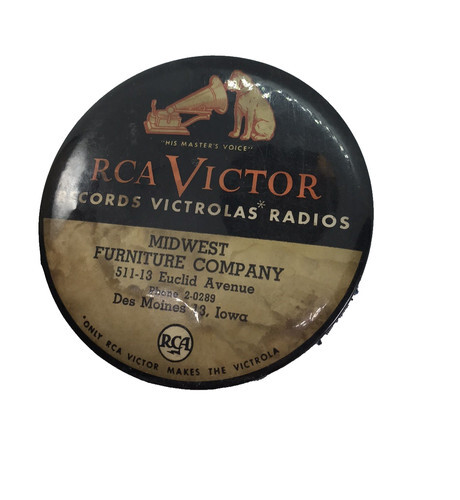 "HIS MASTER'S VOICE"
RCA VICTOR
RECORDS VICTROLAS* RADIOS
MIDWEST
FURNITURE COMPANY
511-13 Euclid Avenue
Phone 2-0289
Des Moines 13, Iowa
RCA
*ONLY RCA VICTOR MAKES THE VICTROLA